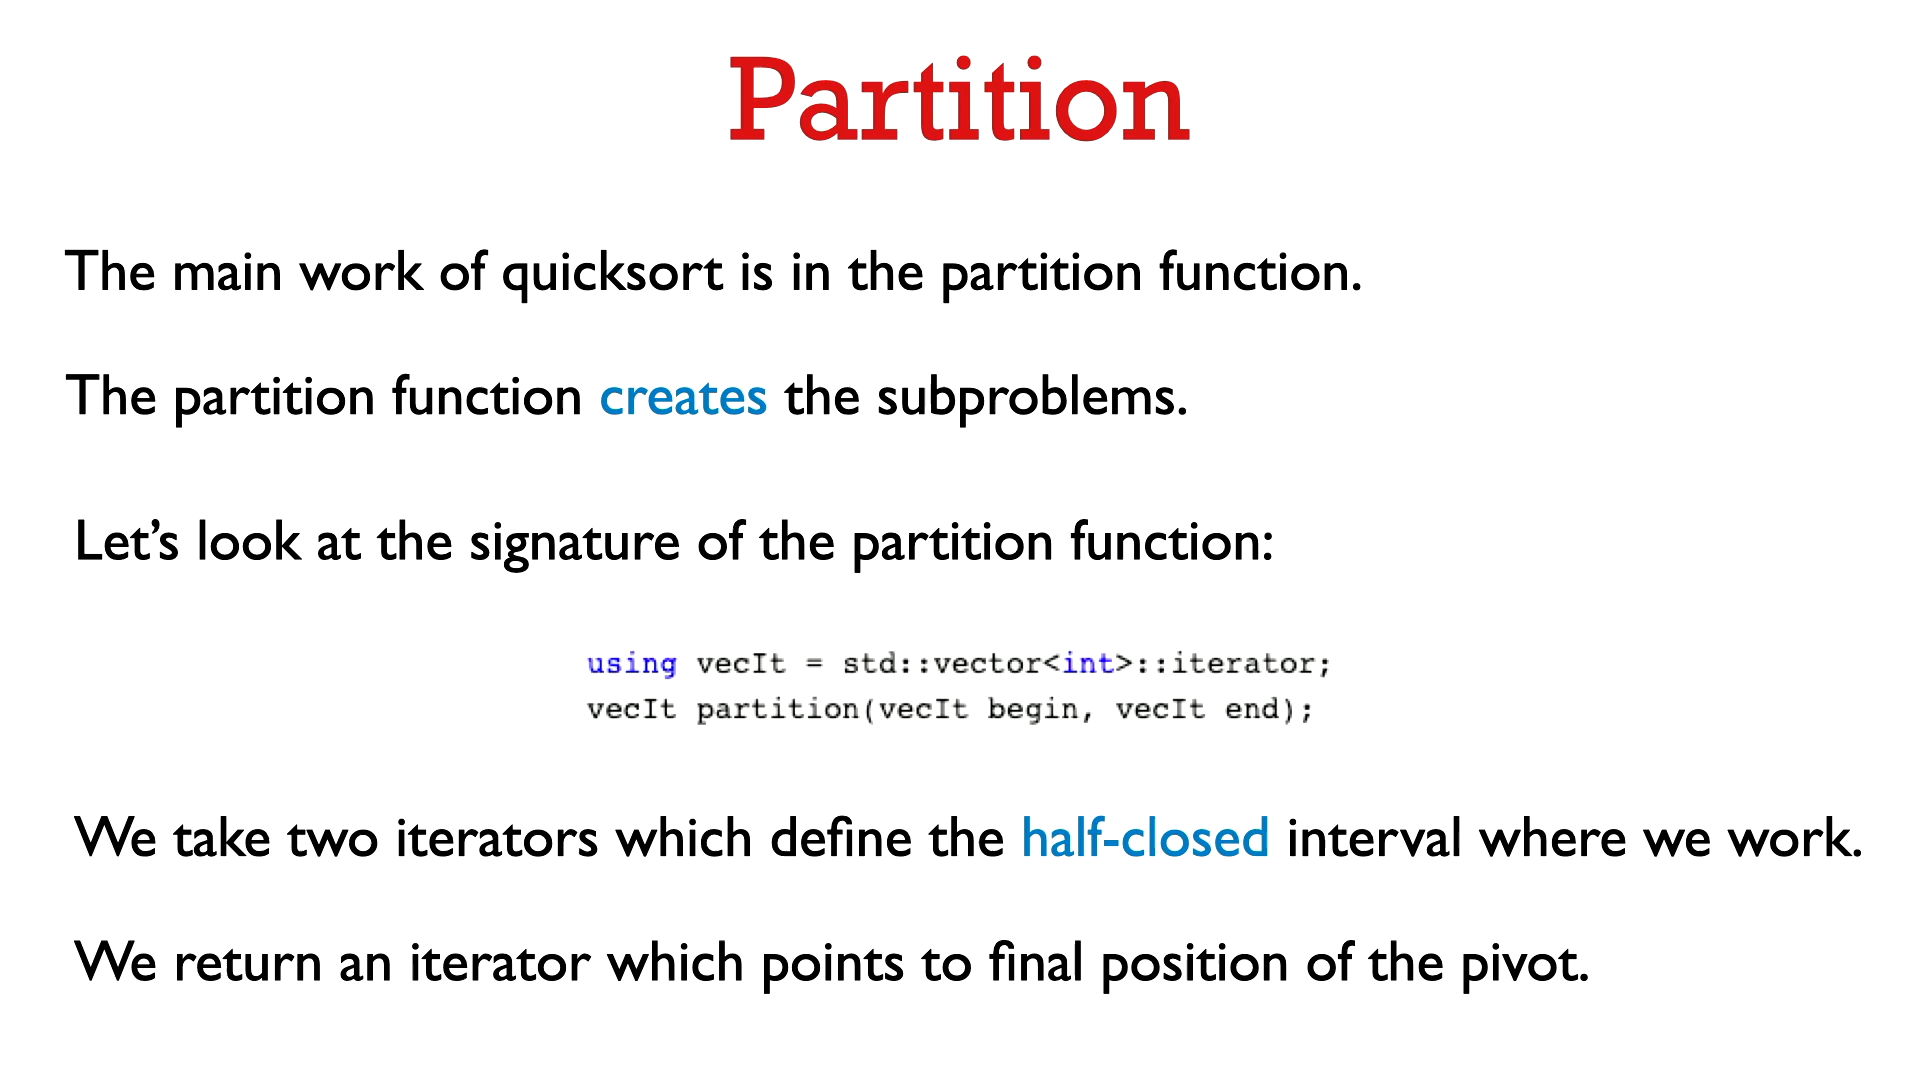 Partition
The main work of quicksort is in the partition function.
The partition function creates the subproblems.
Let’s look at the signature of the partition function:
using vecIt = std::vector<int>::iterator;
vecIt partition(vecIt begin, vecIt end);
We take two iterators which define the half-closed interval where we work.
We return an iterator which points to final position of the pivot.